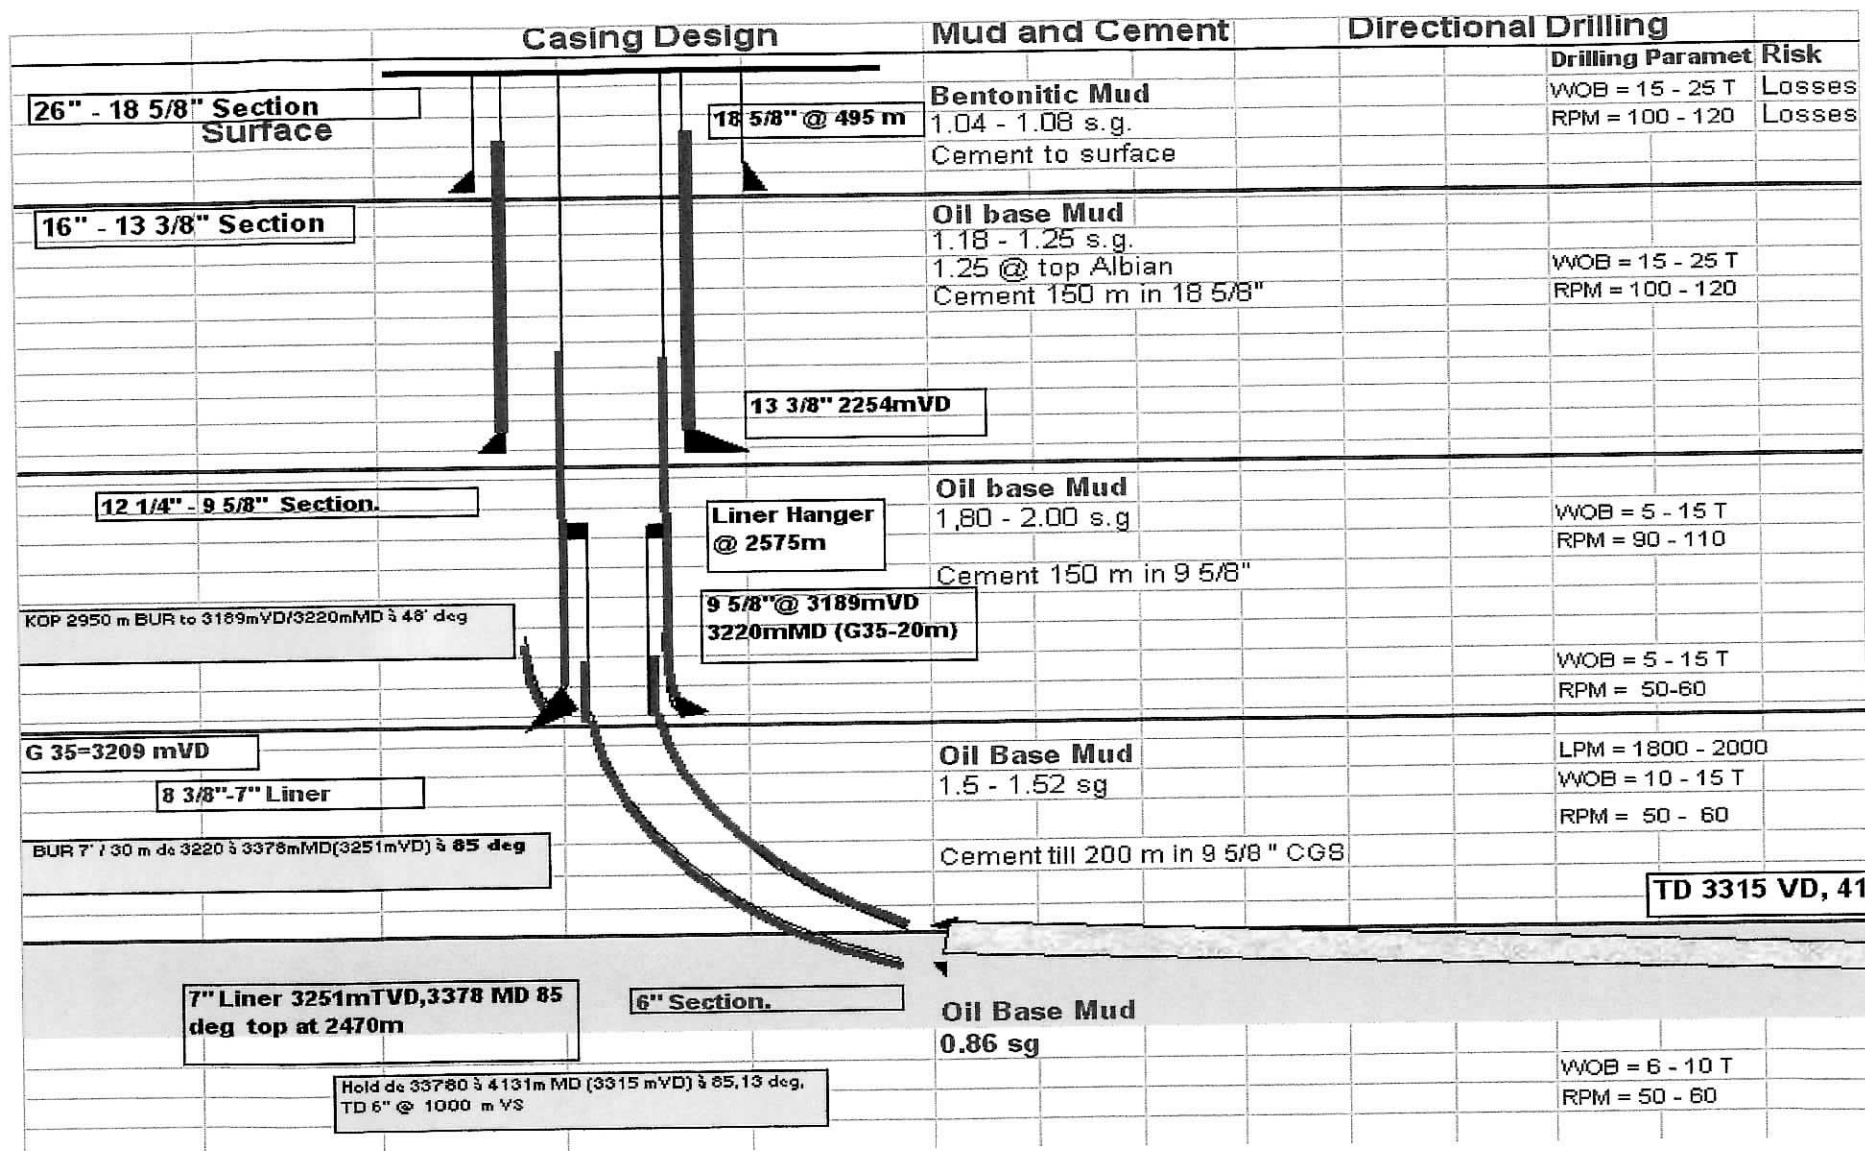 Casing Design Mud and Cement Directional Drilling
Drilling Paramet Risk
26" - 18 5/8" Section
Surface
18 5/8" @ 495 m
Bentonitic Mud
1.04 - 1.08 s.g.
Cement to surface
WOB = 15 - 25 T Losses
RPM = 100 - 120 Losses
16" - 13 3/8" Section
Oil base Mud
1.18 - 1.25 s.g.
1.25 @ top Albian
Cement 150 m in 18 5/8"
WOB = 15 - 25 T
RPM = 100 - 120
13 3/8" 2254mVD
12 1/4" - 9 5/8" Section.
Liner Hanger
@ 2575m
Oil base Mud
1,80 - 2.00 s.g
Cement 150 m in 9 5/8"
WOB = 5 - 15 T
RPM = 90 - 110
KOP 2950 m BUR to 3189mVD/3220mMD à 46° deg
9 5/8"@ 3189mVD
3220mMD (G35-20m)
WOB = 5 - 15 T
RPM = 50-60
G 35=3209 mVD
8 3/8"-7" Liner
BUR 7° / 30 m de 3220 à 3378mMD(3251mVD) à 85 deg
Oil Base Mud
1.5 - 1.52 sg
Cement till 200 m in 9 5/8 " CGS
LPM = 1800 - 2000
WOB = 10 - 15 T
RPM = 50 - 60
TD 3315 VD, 41
7" Liner 3251mTVD,3378 MD 85
deg top at 2470m
6" Section.
Oil Base Mud
0.86 sg
Hold de 33780 à 4131m MD (3315 mVD) à 85,13 deg,
TD 6" @ 1000 m VS
WOB = 6 - 10 T
RPM = 50 - 60